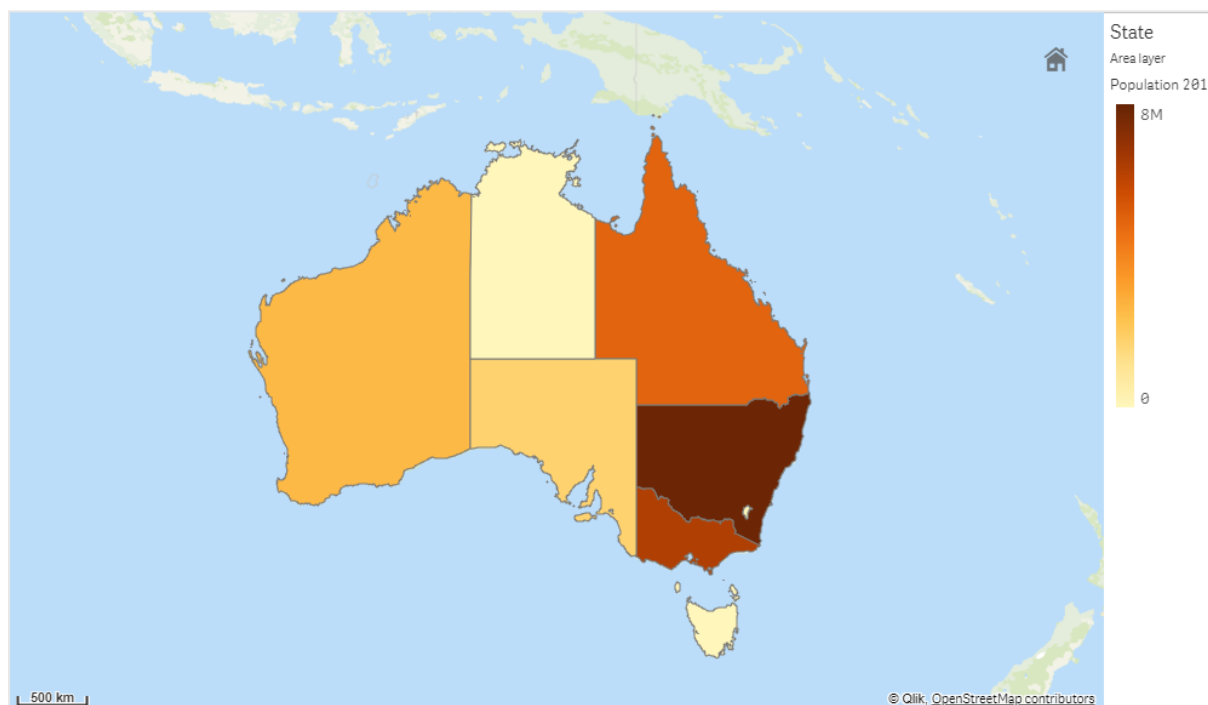 State
Area layer
Population 201
8M
0
500 km
© Qlik, OpenStreetMap contributors